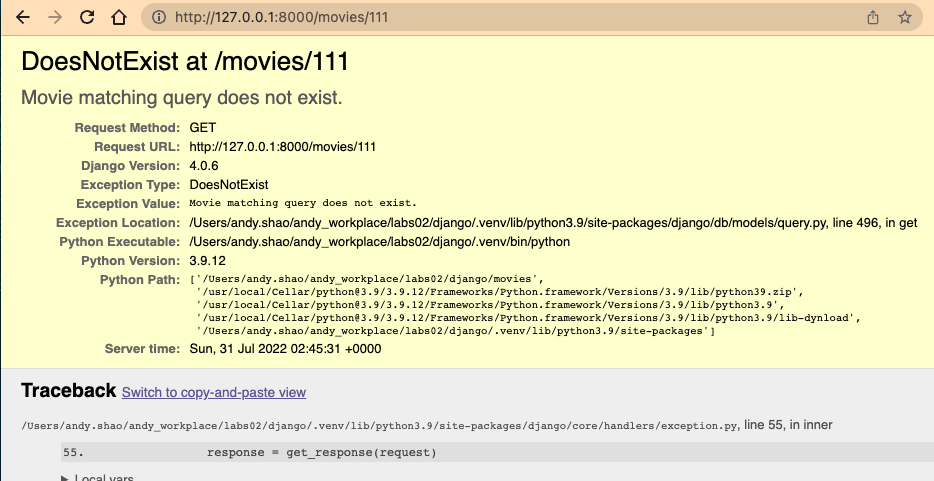 http://127.0.0.1:8000/movies/111
DoesNotExist at /movies/111
Movie matching query does not exist.
Request Method: GET
Request URL: http://127.0.0.1:8000/movies/111
Django Version: 4.0.6
Exception Type: DoesNotExist
Exception Value: Movie matching query does not exist.
Exception Location: /Users/andy.shao/andy_workplace/labs02/django/.venv/lib/python3.9/site-packages/django/db/models/query.py, line 496, in get
Python Executable: /Users/andy.shao/andy_workplace/labs02/django/.venv/bin/python
Python Version: 3.9.12
Python Path: ['/Users/andy.shao/andy_workplace/labs02/django/movies',
'/usr/local/Cellar/python@3.9/3.9.12/Frameworks/Python.framework/Versions/3.9/lib/python39.zip',
'/usr/local/Cellar/python@3.9/3.9.12/Frameworks/Python.framework/Versions/3.9/lib/python3.9',
'/usr/local/Cellar/python@3.9/3.9.12/Frameworks/Python.framework/Versions/3.9/lib/python3.9/lib-dynload',
'/Users/andy.shao/andy_workplace/labs02/django/.venv/lib/python3.9/site-packages']
Server time: Sun, 31 Jul 2022 02:45:31 +0000
Traceback Switch to copy-and-paste view
/Users/andy.shao/andy_workplace/labs02/django/.venv/lib/python3.9/site-packages/django/core/handlers/exception.py, line 55, in inner
55. response = get_response(request)
Local vars